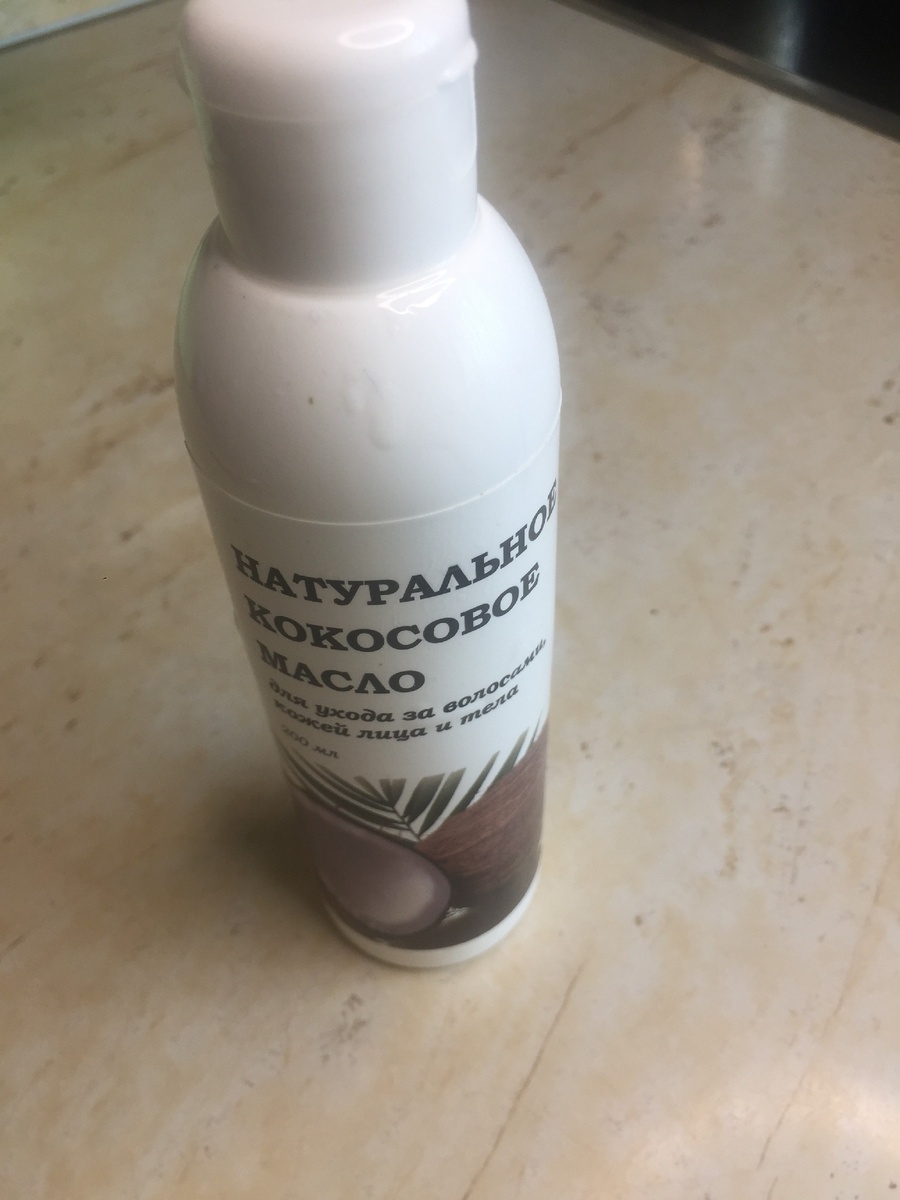 НАТУРАЛЬНОЕ
КОКОСОВОЕ
МАСЛО
для ухода за волосами,
кожей лица и тела
200 мл